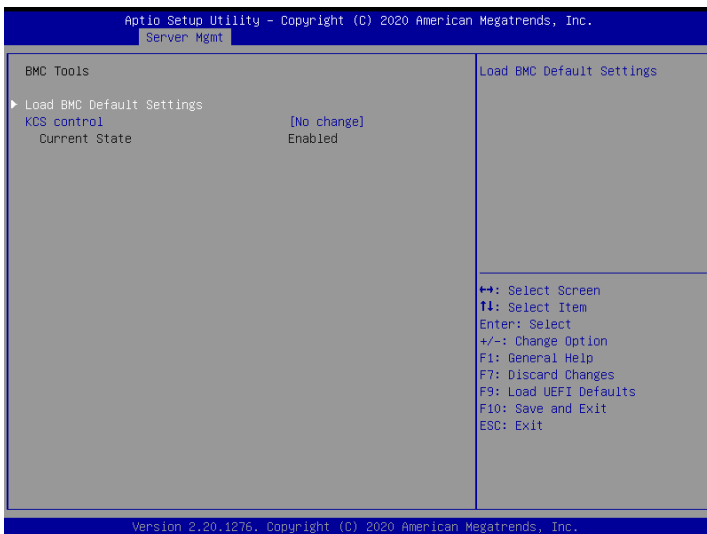 Aptio Setup Utility – Copyright (C) 2020 American Megatrends, Inc.
Server Mgmt
BMC Tools
Load BMC Default Settings
KCS control [No change]
Current State Enabled
Load BMC Default Settings
↔: Select Screen
↑↓: Select Item
Enter: Select
+/-: Change Option
F1: General Help
F7: Discard Changes
F9: Load UEFI Defaults
F10: Save and Exit
ESC: Exit
Version 2.20.1276. Copyright (C) 2020 American Megatrends, Inc.